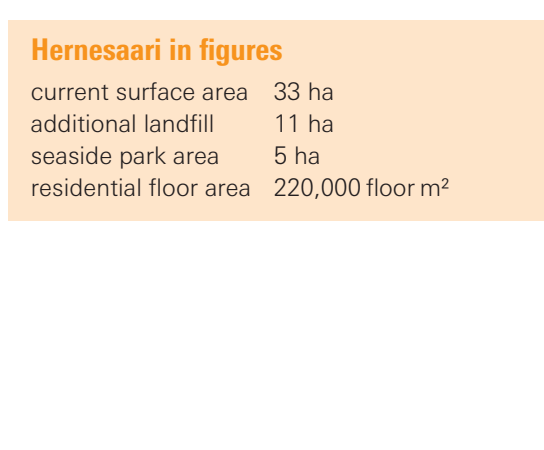 Hernesaari in figures
current surface area 33 ha
additional landfill 11 ha
seaside park area 5 ha
residential floor area 220,000 floor m²